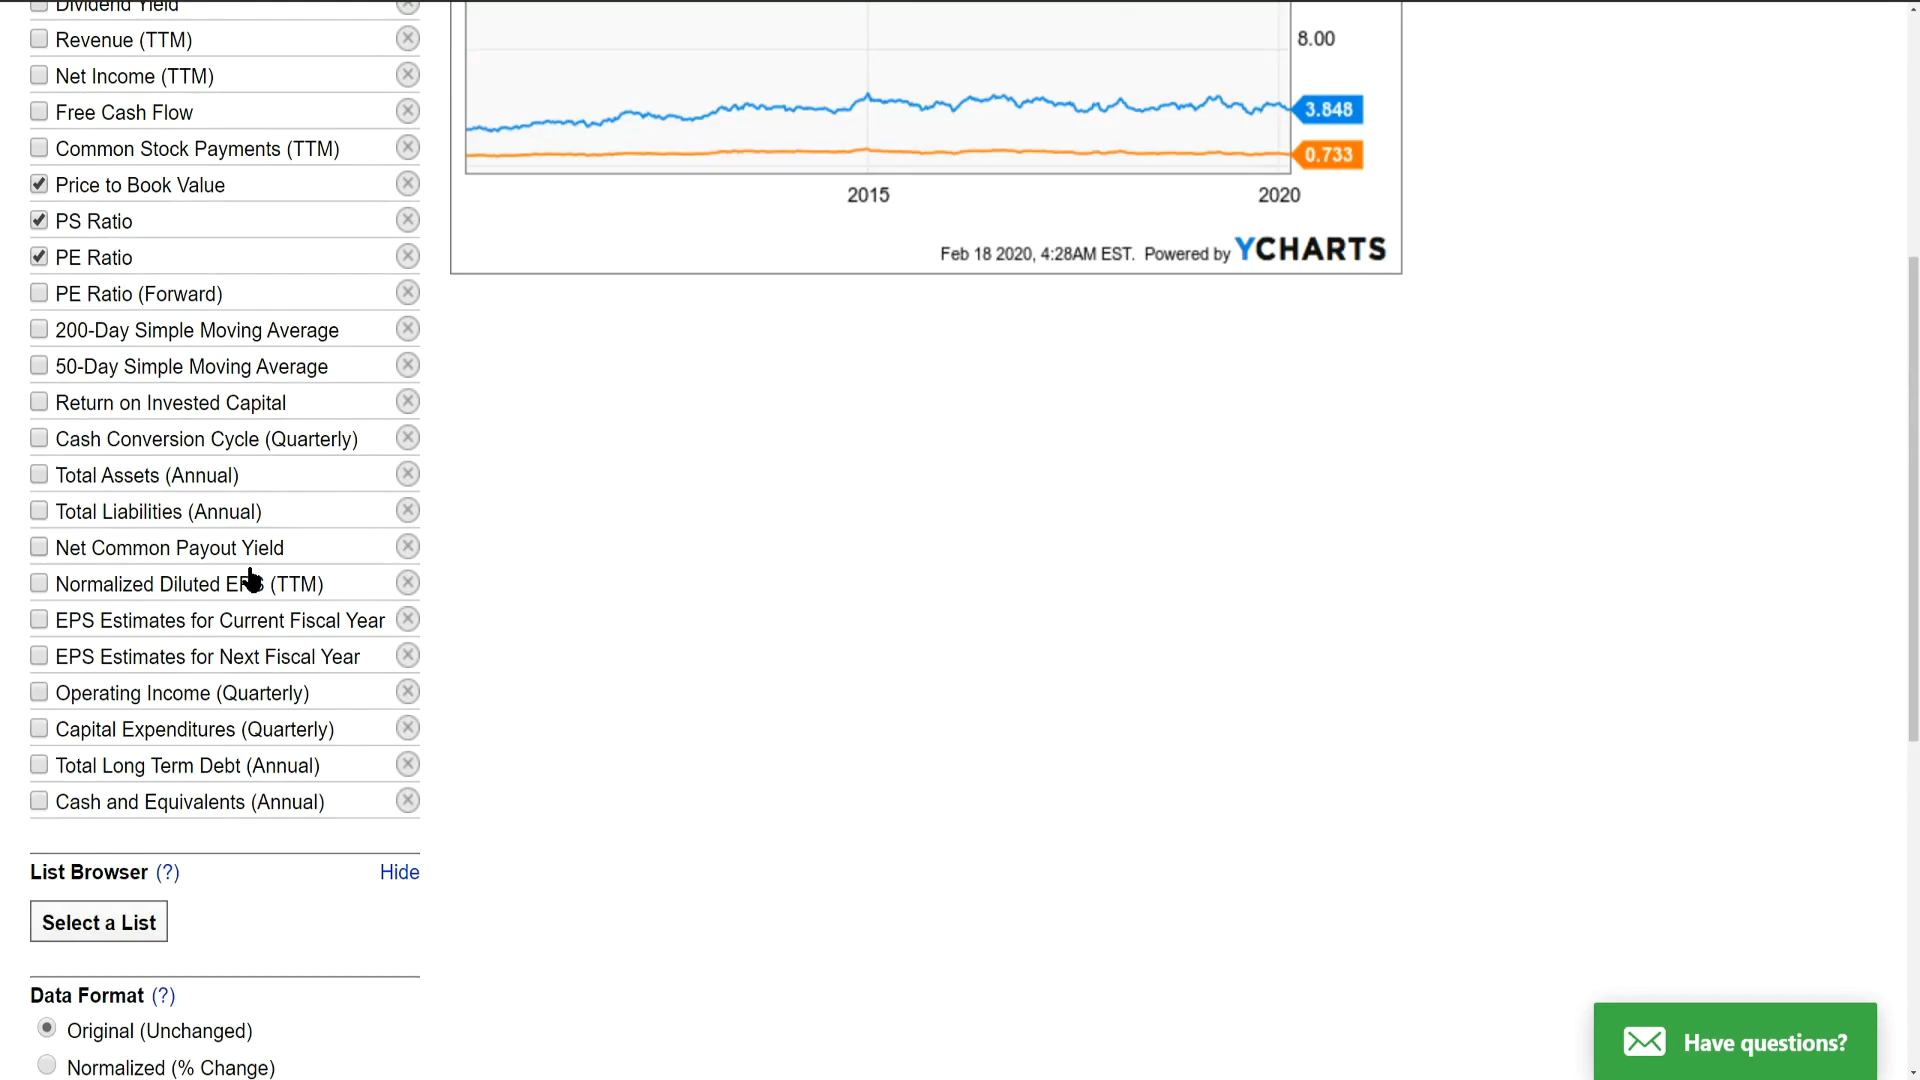 Dividend Yield
Revenue (TTM)
Net Income (TTM)
Free Cash Flow
Common Stock Payments (TTM)
Price to Book Value
PS Ratio
PE Ratio
PE Ratio (Forward)
200-Day Simple Moving Average
50-Day Simple Moving Average
Return on Invested Capital
Cash Conversion Cycle (Quarterly)
Total Assets (Annual)
Total Liabilities (Annual)
Net Common Payout Yield
Normalized Diluted EPS (TTM)
EPS Estimates for Current Fiscal Year
EPS Estimates for Next Fiscal Year
Operating Income (Quarterly)
Capital Expenditures (Quarterly)
Total Long Term Debt (Annual)
Cash and Equivalents (Annual)
List Browser (?) Hide
Select a List
Data Format (?)
Original (Unchanged)
Normalized (% Change)
8.00
3.848
0.733
2015 2020
Feb 18 2020, 4:28AM EST. Powered by YCHARTS
Have questions?